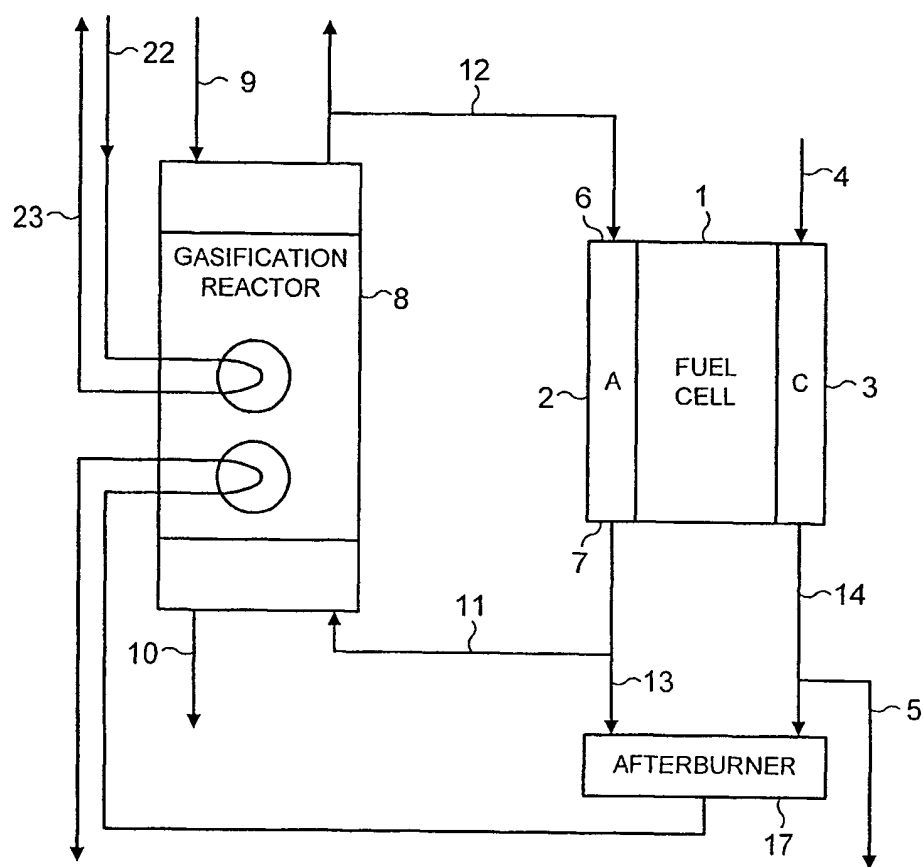 22
9
12
4
23
6
1
GASIFICATION
REACTOR
8
2
A
FUEL
CELL
C
3
7
14
11
10
13
5
AFTERBURNER
17